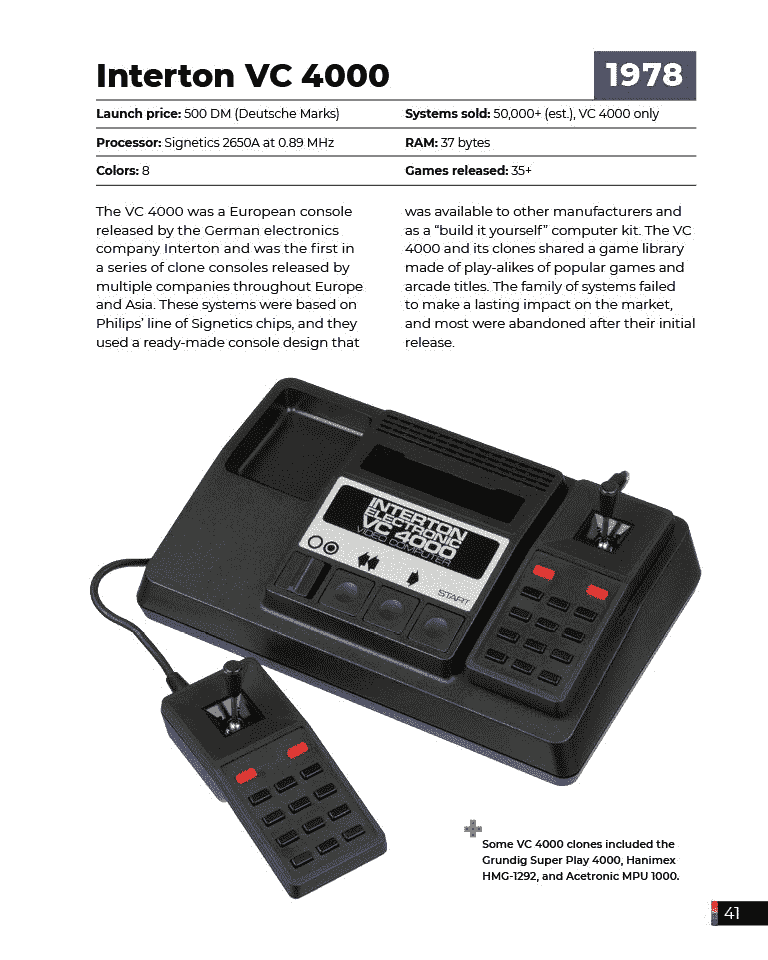 Interton VC 4000
1978
Launch price: 500 DM (Deutsche Marks)
Systems sold: 50,000+ (est.), VC 4000 only
Processor: Signetics 2650A at 0.89 MHz
RAM: 37 bytes
Colors: 8
Games released: 35+
The VC 4000 was a European console
released by the German electronics
company Interton and was the first in
a series of clone consoles released by
multiple companies throughout Europe
and Asia. These systems were based on
Philips’ line of Signetics chips, and they
used a ready-made console design that
was available to other manufacturers and
as a “build it yourself” computer kit. The VC
4000 and its clones shared a game library
made of play-alikes of popular games and
arcade titles. The family of systems failed
to make a lasting impact on the market,
and most were abandoned after their initial
release.
INTERTON
ELECTRONIC
VC 4000
VIDEO COMPUTER
START
Some VC 4000 clones included the
Grundig Super Play 4000, Hanimex
HMG-1292, and Acetronic MPU 1000.
41